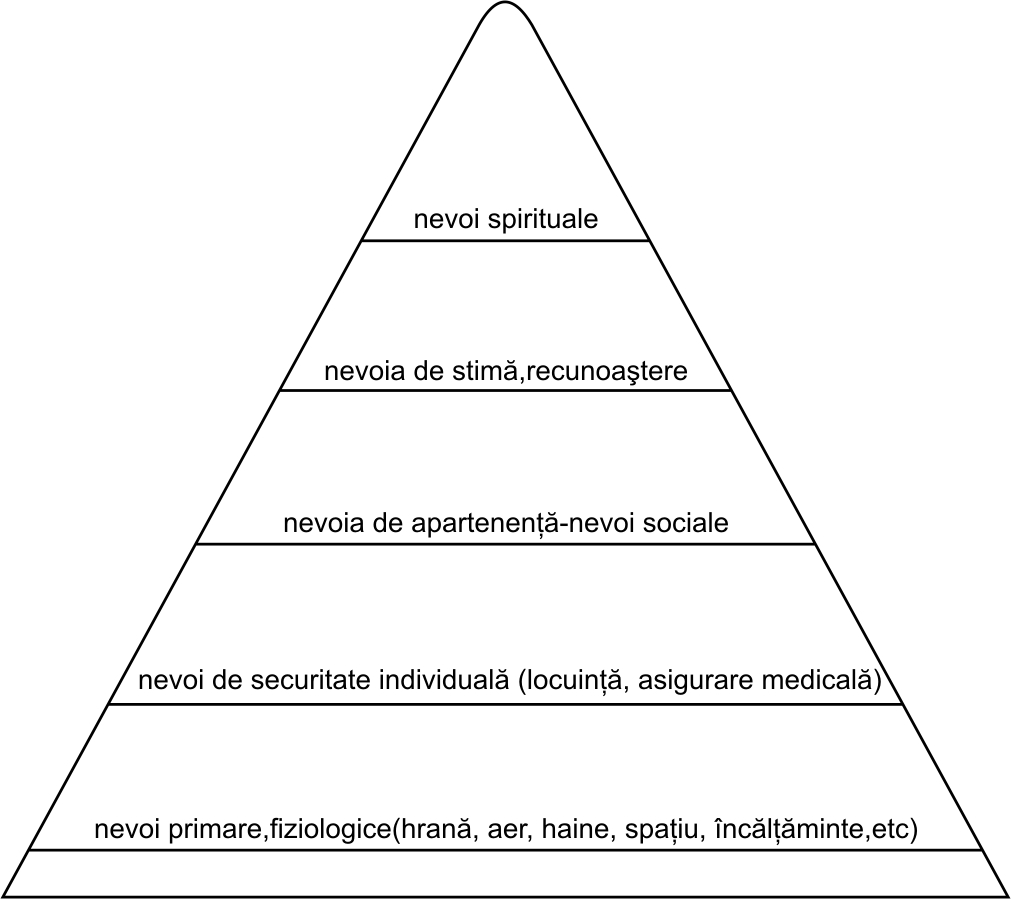 nevoi spirituale
nevoia de stimă,recunoaştere
nevoia de apartenență-nevoi sociale
nevoi de securitate individuală (locuință, asigurare medicală)
nevoi primare,fiziologice(hrană, aer, haine, spațiu, încălțăminte,etc)